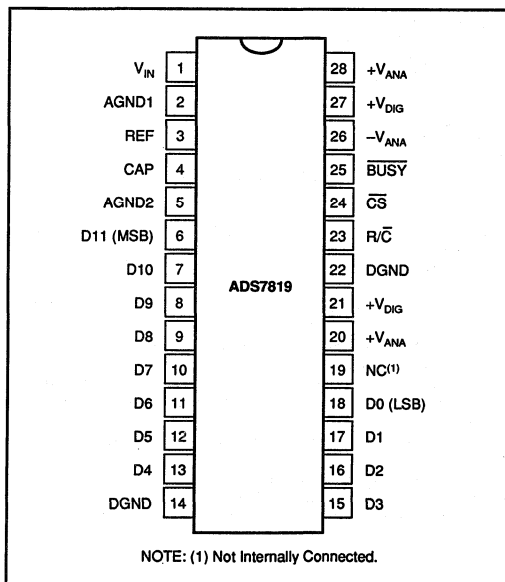 V_IN 1 28 +V_ANA
AGND1 2 27 +V_DIG
REF 3 26 –V_ANA
CAP 4 25 B̅U̅S̅Y̅
AGND2 5 24 C̅S̅
D11 (MSB) 6 23 R/C̅
D10 7 22 DGND
ADS7819
D9 8 21 +V_DIG
D8 9 20 +V_ANA
D7 10 19 NC(1)
D6 11 18 D0 (LSB)
D5 12 17 D1
D4 13 16 D2
DGND 14 15 D3
NOTE: (1) Not Internally Connected.